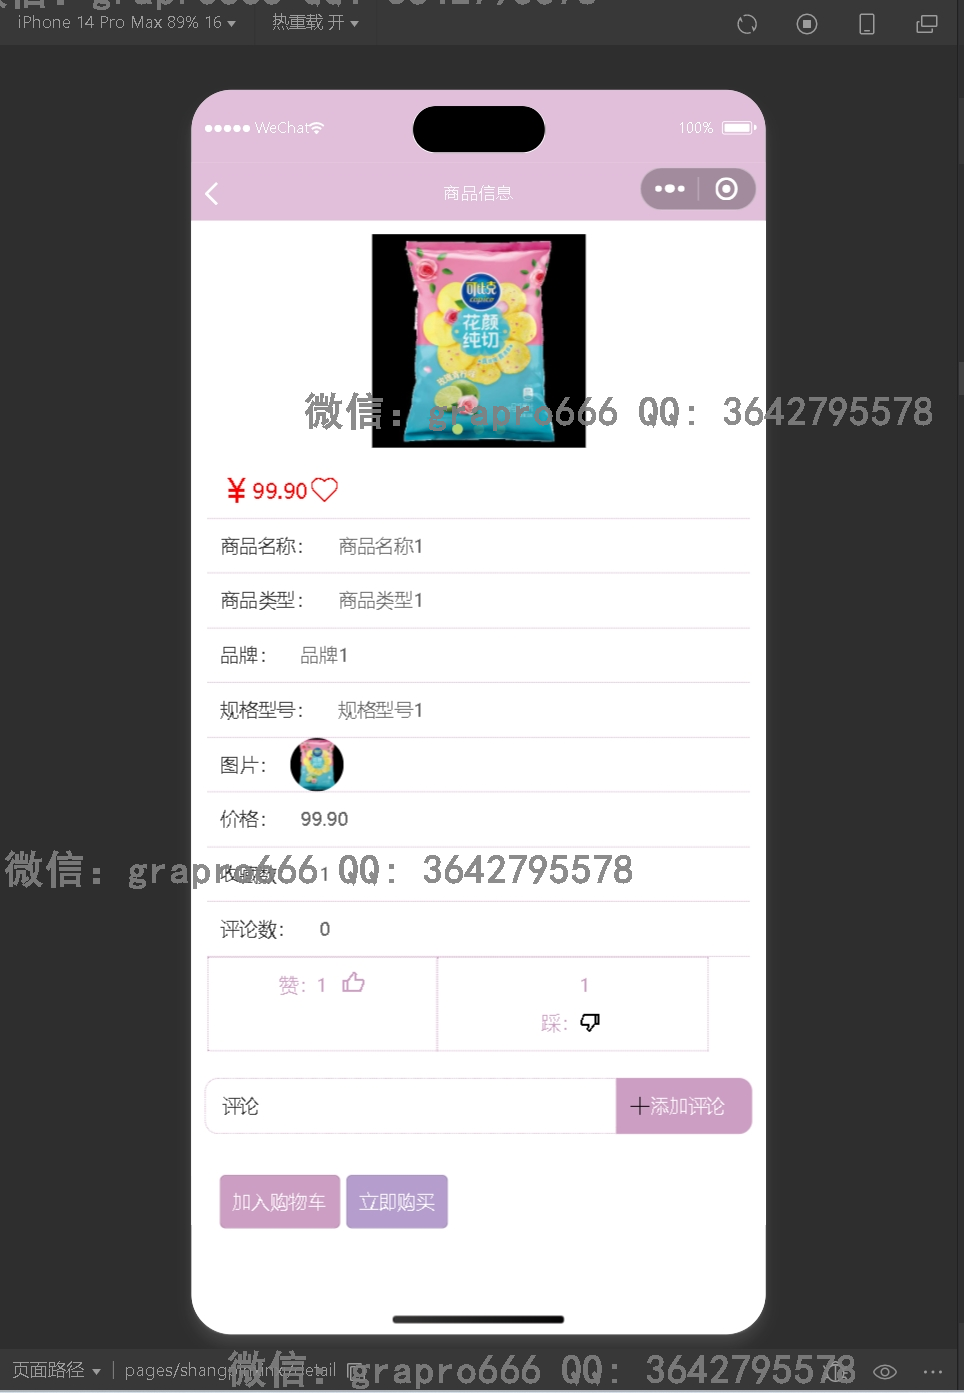 微信: grapro666 QQ: 3642795578
iPhone 14 Pro Max 89% 16 热重载 开
WeChat 100%
商品信息
可比克
花颜
纯切
微信: grapro666 QQ: 3642795578
¥ 99.90
商品名称: 商品名称1
商品类型: 商品类型1
品牌: 品牌1
规格型号: 规格型号1
图片:
价格: 99.90
收藏数: 1
微信: grapro666 QQ: 3642795578
评论数: 0
赞: 1
1
踩:
评论 添加评论
加入购物车 立即购买
页面路径 pages/shangpinxinxi/detail
微信: grapro666 QQ: 3642795578